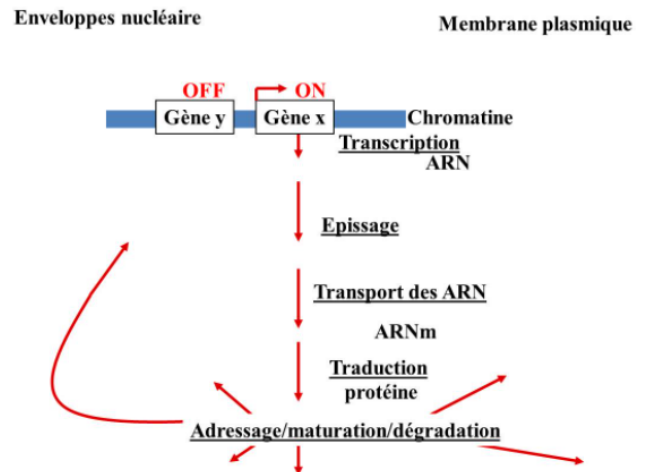 Enveloppes nucléaire
Membrane plasmique
OFF
ON
Gène y
Gène x
Chromatine
Transcription
ARN
Epissage
Transport des ARN
ARNm
Traduction
protéine
Adressage/maturation/dégradation